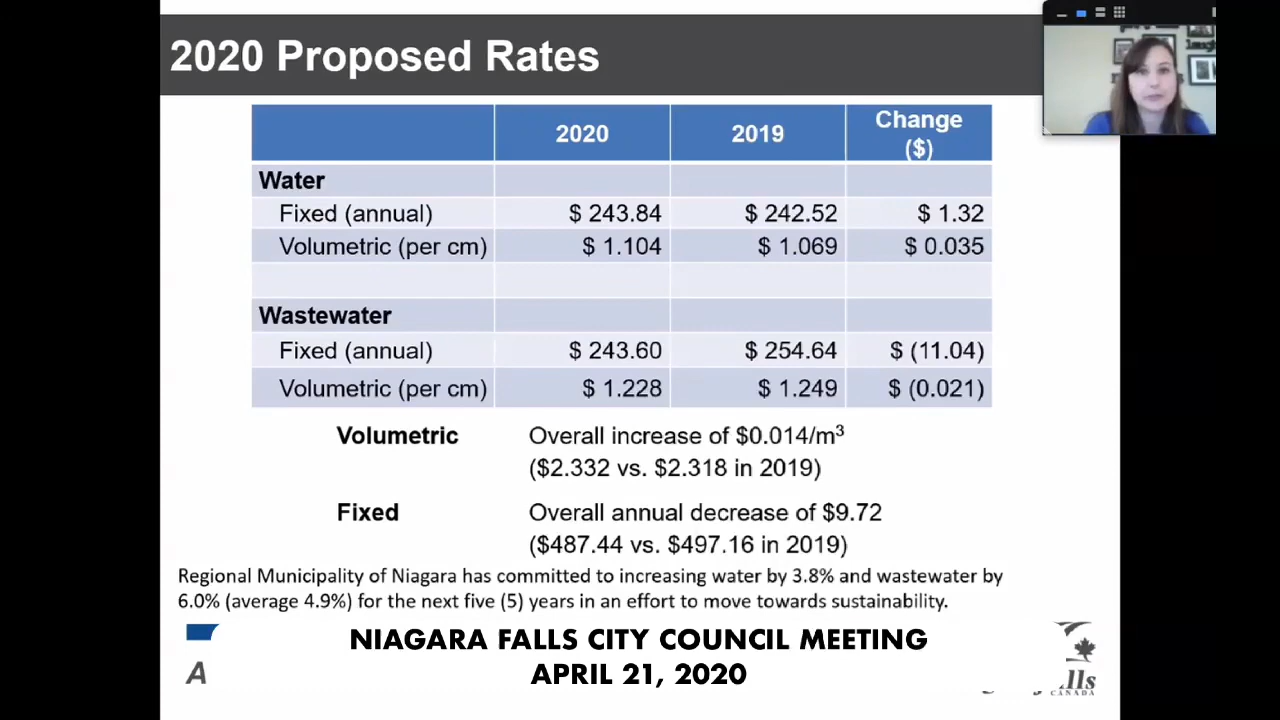 2020 Proposed Rates
2020 2019 Change ($)
Water
Fixed (annual) $ 243.84 $ 242.52 $ 1.32
Volumetric (per cm) $ 1.104 $ 1.069 $ 0.035
Wastewater
Fixed (annual) $ 243.60 $ 254.64 $ (11.04)
Volumetric (per cm) $ 1.228 $ 1.249 $ (0.021)
Volumetric Overall increase of $0.014/m³
($2.332 vs. $2.318 in 2019)
Fixed Overall annual decrease of $9.72
($487.44 vs. $497.16 in 2019)
Regional Municipality of Niagara has committed to increasing water by 3.8% and wastewater by
6.0% (average 4.9%) for the next five (5) years in an effort to move towards sustainability.
NIAGARA FALLS CITY COUNCIL MEETING
APRIL 21, 2020
A
lls
CANADA